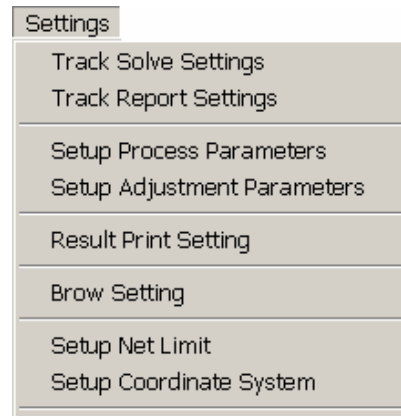 Settings
Track Solve Settings
Track Report Settings
Setup Process Parameters
Setup Adjustment Parameters
Result Print Setting
Brow Setting
Setup Net Limit
Setup Coordinate System